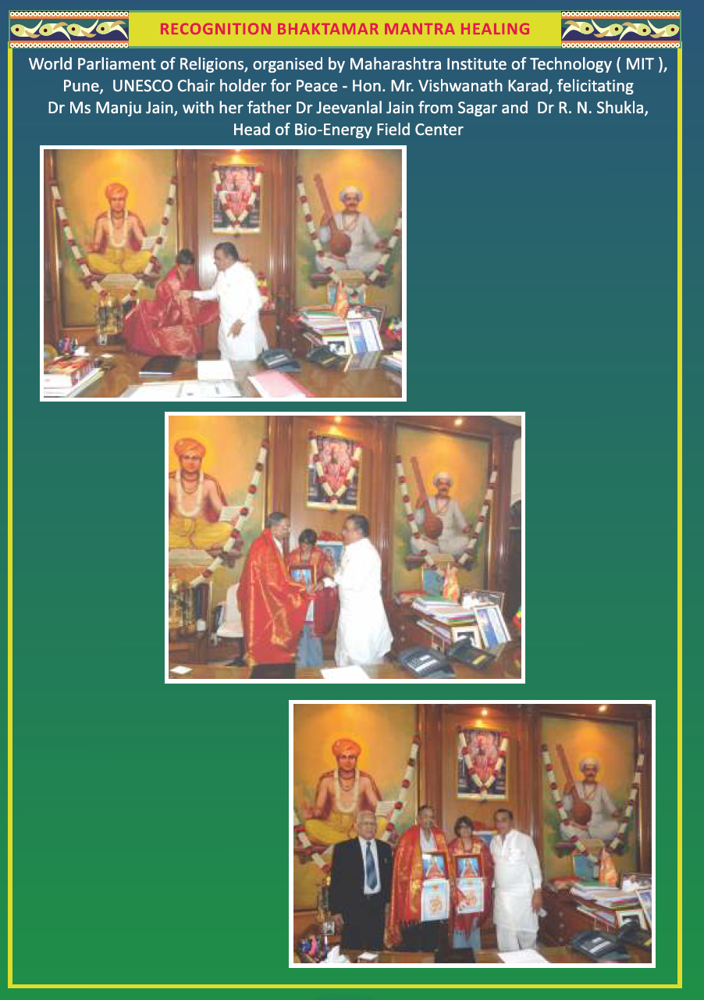 RECOGNITION BHAKTAMAR MANTRA HEALING
World Parliament of Religions, organised by Maharashtra Institute of Technology ( MIT ),
Pune,  UNESCO Chair holder for Peace - Hon. Mr. Vishwanath Karad, felicitating
Dr Ms Manju Jain, with her father Dr Jeevanlal Jain from Sagar and  Dr R. N. Shukla,
Head of Bio-Energy Field Center